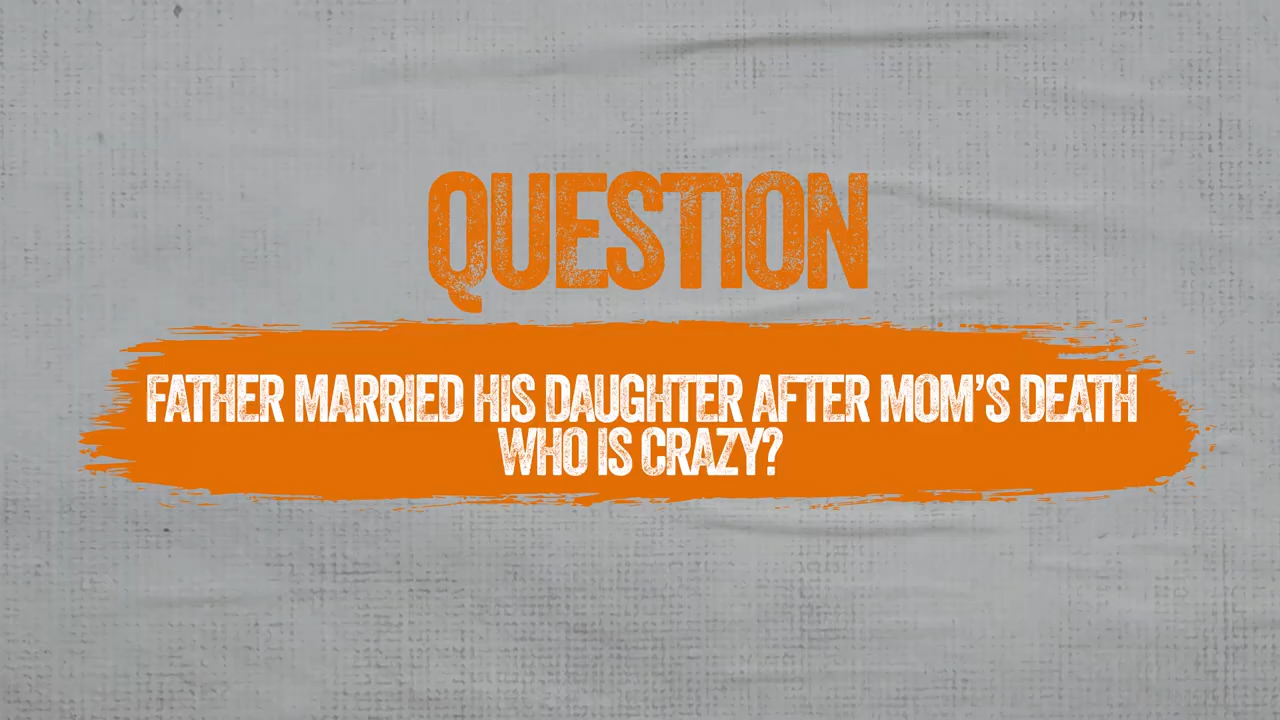 QUESTION
FATHER MARRIED HIS DAUGHTER AFTER MOM'S DEATH
WHO IS CRAZY?